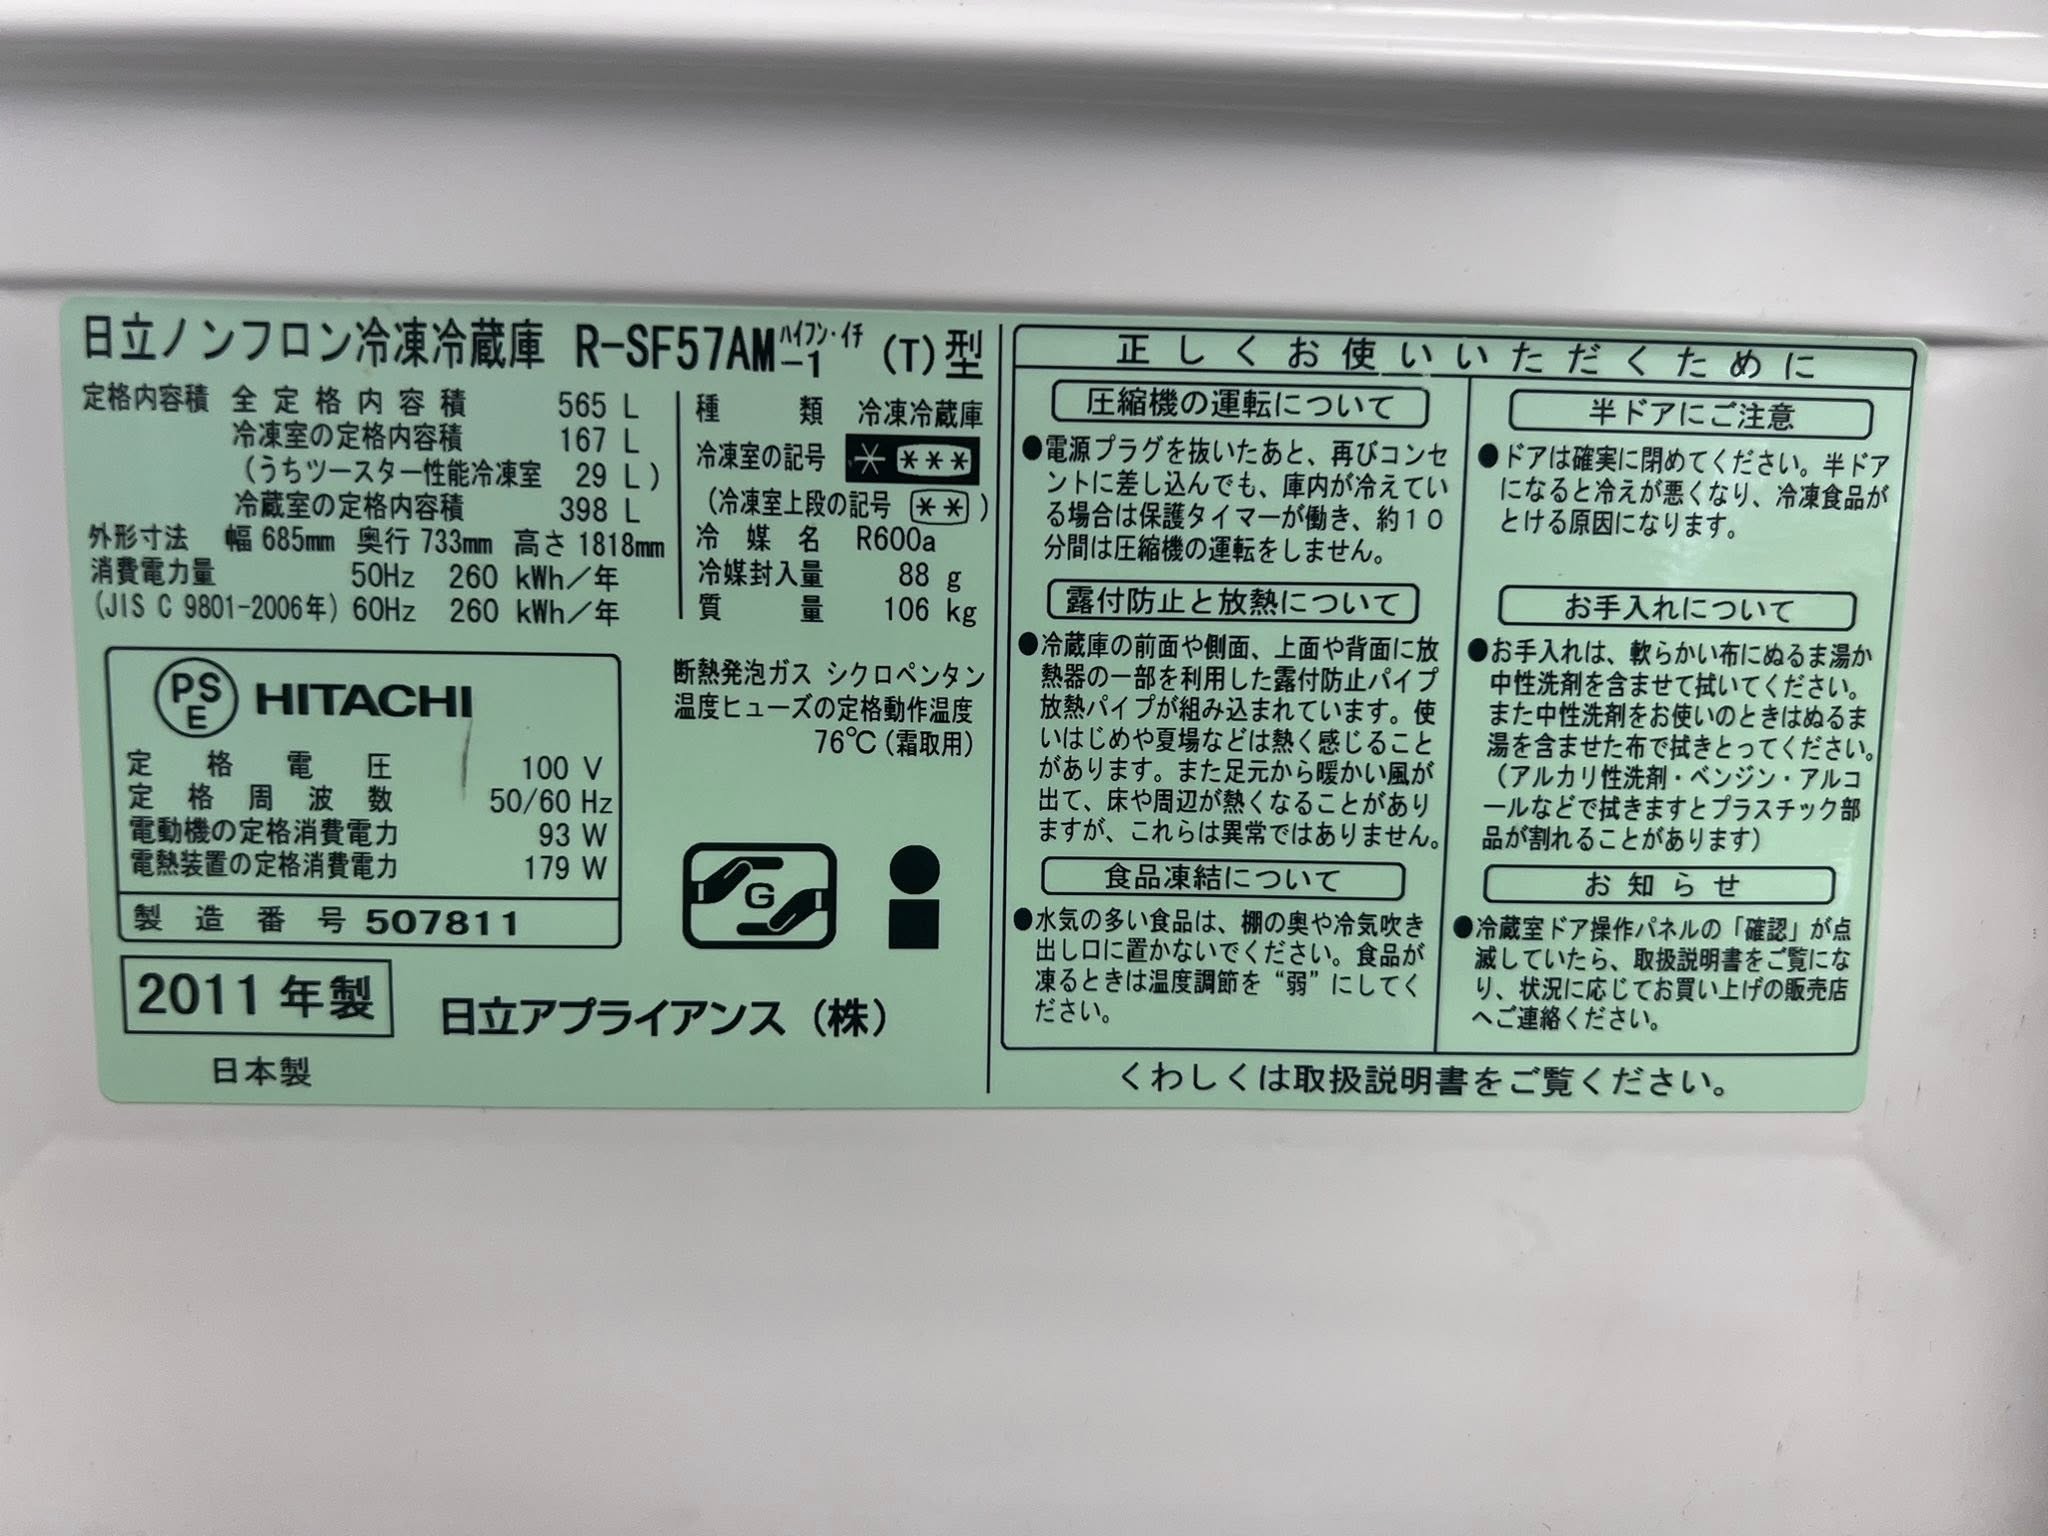 日立ノンフロン冷凍冷蔵庫 R-SF57AM-1 ﾊｲﾌﾝ･ｲﾁ (T)型
定格内容積 全定格内容積 565 L
冷凍室の定格内容積 167 L
(うちツースター性能冷凍室 29 L)
冷蔵室の定格内容積 398 L
外形寸法 幅 685mm 奥行 733mm 高さ 1818mm
消費電力量 50Hz 260 kWh/年
(JIS C 9801-2006年) 60Hz 260 kWh/年
種類 冷凍冷蔵庫
冷凍室の記号 * ***
(冷凍室上段の記号 **)
冷媒名 R600a
冷媒封入量 88 g
質量 106 kg
PSE HITACHI
定格電圧 100 V
定格周波数 50/60 Hz
電動機の定格消費電力 93 W
電熱装置の定格消費電力 179 W
製造番号 507811
断熱発泡ガス シクロペンタン
温度ヒューズの定格動作温度
76℃(霜取用)
G
2011年製
日立アプライアンス(株)
日本製
正しくお使いいただくために
圧縮機の運転について
●電源プラグを抜いたあと、再びコンセ
ントに差し込んでも、庫内が冷えてい
る場合は保護タイマーが働き、約10
分間は圧縮機の運転をしません。
露付防止と放熱について
●冷蔵庫の前面や側面、上面や背面に放
熱器の一部を利用した露付防止パイプ
放熱パイプが組み込まれています。使
いはじめや夏場などは熱く感じること
があります。また足元から暖かい風が
出て、床や周辺が熱くなることがあり
ますが、これらは異常ではありません。
食品凍結について
●水気の多い食品は、棚の奥や冷気吹き
出し口に置かないでください。食品が
凍るときは温度調節を“弱”にしてく
ださい。
半ドアにご注意
●ドアは確実に閉めてください。半ドア
になると冷えが悪くなり、冷凍食品が
とける原因になります。
お手入れについて
●お手入れは、軟らかい布にぬるま湯か
中性洗剤を含ませて拭いてください。
また中性洗剤をお使いのときはぬるま
湯を含ませた布で拭きとってください。
(アルカリ性洗剤・ベンジン・アルコ
ールなどで拭きますとプラスチック部
品が割れることがあります)
お知らせ
●冷蔵室ドア操作パネルの「確認」が点
滅していたら、取扱説明書をご覧にな
り、状況に応じてお買い上げの販売店
へご連絡ください。
くわしくは取扱説明書をご覧ください。